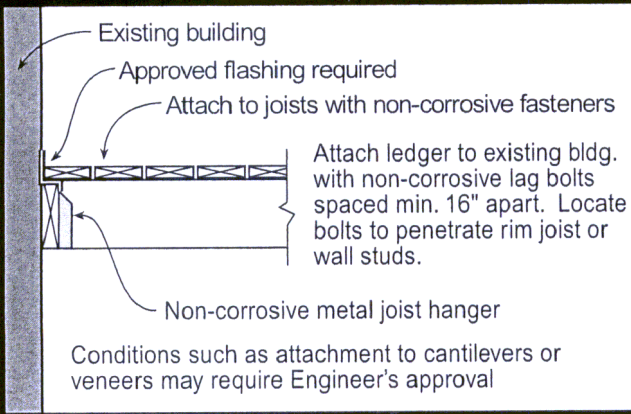 Existing building
Approved flashing required
Attach to joists with non-corrosive fasteners
Attach ledger to existing bldg.
with non-corrosive lag bolts
spaced min. 16" apart. Locate
bolts to penetrate rim joist or
wall studs.
Non-corrosive metal joist hanger
Conditions such as attachment to cantilevers or
veneers may require Engineer's approval